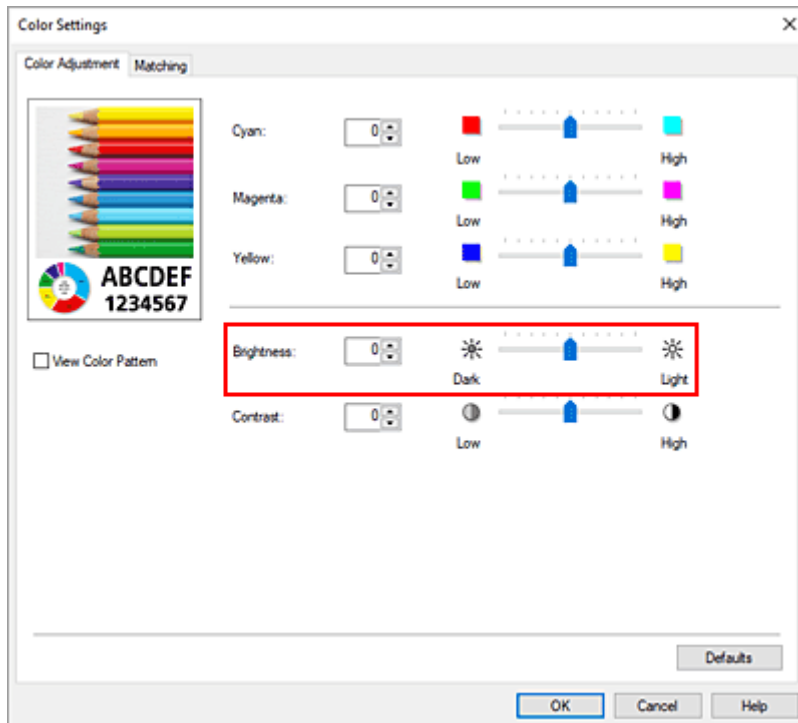 Color Settings
Color Adjustment Matching
Cyan: 0
Low High
Magenta: 0
Low High
Yellow: 0
Low High
ABCDEF
1234567
View Color Pattern
Brightness: 0
Dark Light
Contrast: 0
Low High
Defaults
OK Cancel Help